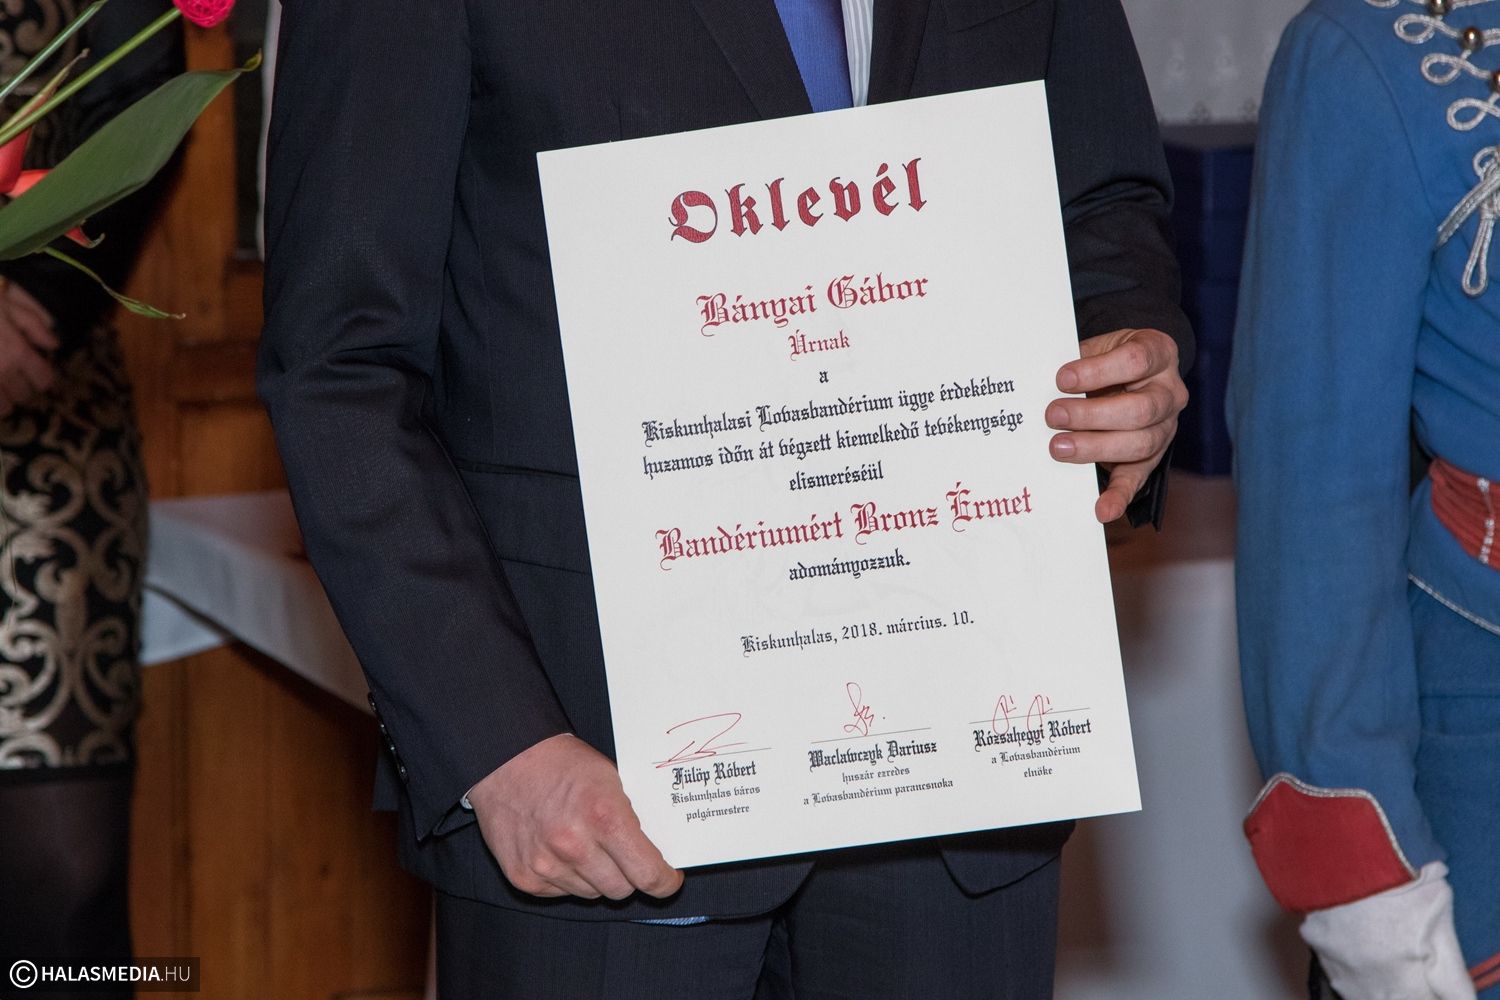 Oklevél
Bányai Gábor
Úrnak
a
Kiskunhalasi Lovasbandérium ügye érdekében
huzamos időn át végzett kiemelkedő tevékenysége
elismeréséül
Bandériumért Bronz Érmet
adományozzuk.
Kiskunhalas, 2018. március. 10.
Fülöp Róbert
Kiskunhalas város
polgármestere
Waclawczyk Dariusz
huszár ezredes
a Lovasbandérium parancsnoka
Rózsahegyi Róbert
a Lovasbandérium
elnöke
© HALASMEDIA.HU